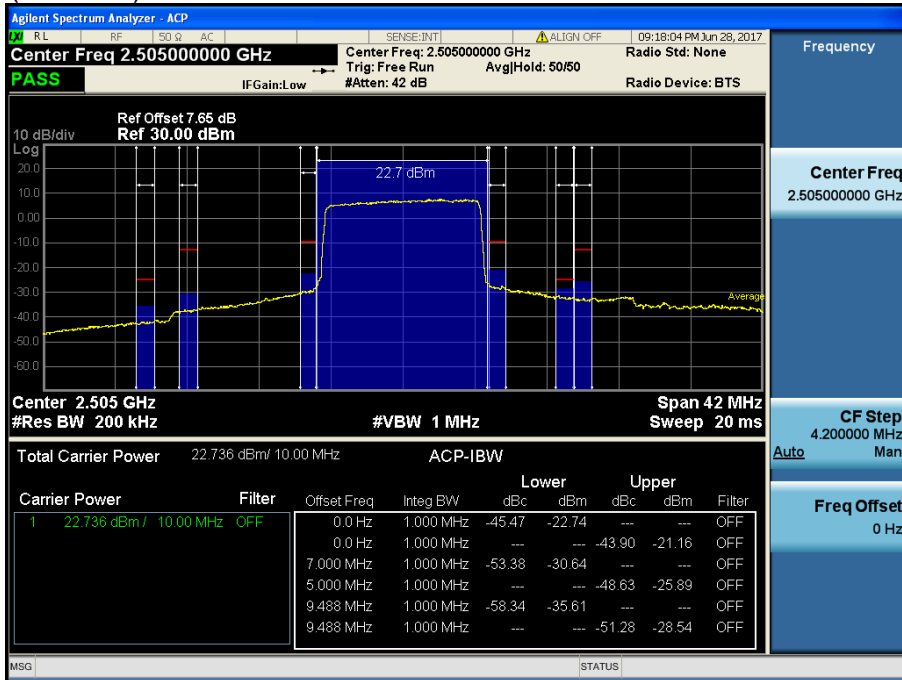 Agilent Spectrum Analyzer - ACP
LXI RL RF 50 Ω AC SENSE:INT ALIGN OFF 09:18:04 PM Jun 28, 2017
Center Freq 2.505000000 GHz
Center Freq: 2.505000000 GHz
Radio Std: None
Trig: Free Run Avg|Hold: 50/50
PASS
IFGain:Low #Atten: 42 dB Radio Device: BTS
Ref Offset 7.65 dB
10 dB/div Ref 30.00 dBm
Log
20.0
10.0
0.00
-10.0
-20.0
-30.0
-40.0
-50.0
-60.0
22.7 dBm
Average
Center 2.505 GHz Span 42 MHz
#Res BW 200 kHz #VBW 1 MHz Sweep 20 ms
Total Carrier Power 22.736 dBm/ 10.00 MHz ACP-IBW
Lower Upper
Carrier Power Filter Offset Freq Integ BW dBc dBm dBc dBm Filter
1 22.736 dBm / 10.00 MHz OFF 0.0 Hz 1.000 MHz -45.47 -22.74 --- --- OFF
0.0 Hz 1.000 MHz --- --- -43.90 -21.16 OFF
7.000 MHz 1.000 MHz -53.38 -30.64 --- --- OFF
5.000 MHz 1.000 MHz --- --- -48.63 -25.89 OFF
9.488 MHz 1.000 MHz -58.34 -35.61 --- --- OFF
9.488 MHz 1.000 MHz --- --- -51.28 -28.54 OFF
MSG STATUS
Frequency
Center Freq
2.505000000 GHz
CF Step
4.200000 MHz
Auto Man
Freq Offset
0 Hz